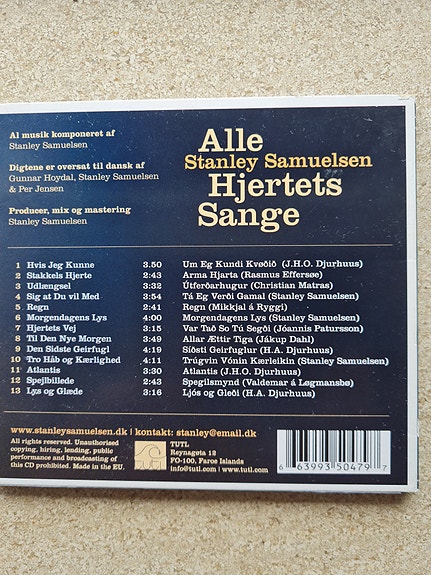 Al musik komponeret af
Stanley Samuelsen
Digtene er oversat til dansk af
Gunnar Hoydal, Stanley Samuelsen
& Per Jensen
Producer, mix og mastering
Stanley Samuelsen
Alle
Stanley Samuelsen
Hjertets
Sange
1 Hvis Jeg Kunne 3.50 Um Eg Kundi Kvøðið (J.H.O. Djurhuus)
2 Stakkels Hjerte 2:43 Arma Hjarta (Rasmus Effersøe)
3 Udlængsel 3:32 Útferðarhugur (Christian Matras)
4 Sig at Du vil Med 3:54 Tá Eg Verði Gamal (Stanley Samuelsen)
5 Regn 2:41 Regn (Mikkjal á Ryggi)
6 Morgendagens Lys 4:00 Morgendagens Lys (Stanley Samuelsen)
7 Hjertets Vej 3:15 Var Tað So Tú Segði (Jóannis Patursson)
8 Til Den Nye Morgen 3:49 Allar Ættir Tiga (Jákup Dahl)
9 Den Sidste Geirfugl 4:19 Síðsti Geirfuglur (H.A. Djurhuus)
10 Tro Håb og Kærlighed 4:11 Trúgvin Vónin Kærleikin (Stanley Samuelsen)
11 Atlantis 3:30 Atlantis (J.H.O. Djurhuus)
12 Spejlbillede 2:43 Spegilsmynd (Valdemar á Løgmansbø)
13 Lys og Glæde 3:16 Ljós og Gleði (H.A. Djurhuus)
www.stanleysamuelsen.dk | kontakt: stanley@email.dk
All rights reserved. Unauthorised
copying, hiring, lending, public
performance and broadcasting of
this CD prohibited. Made in the EU.
TUTL
Reynagøta 12
FO-100, Faroe Islands
info@tutl.com | www.tutl.com
6 63993 50479 7